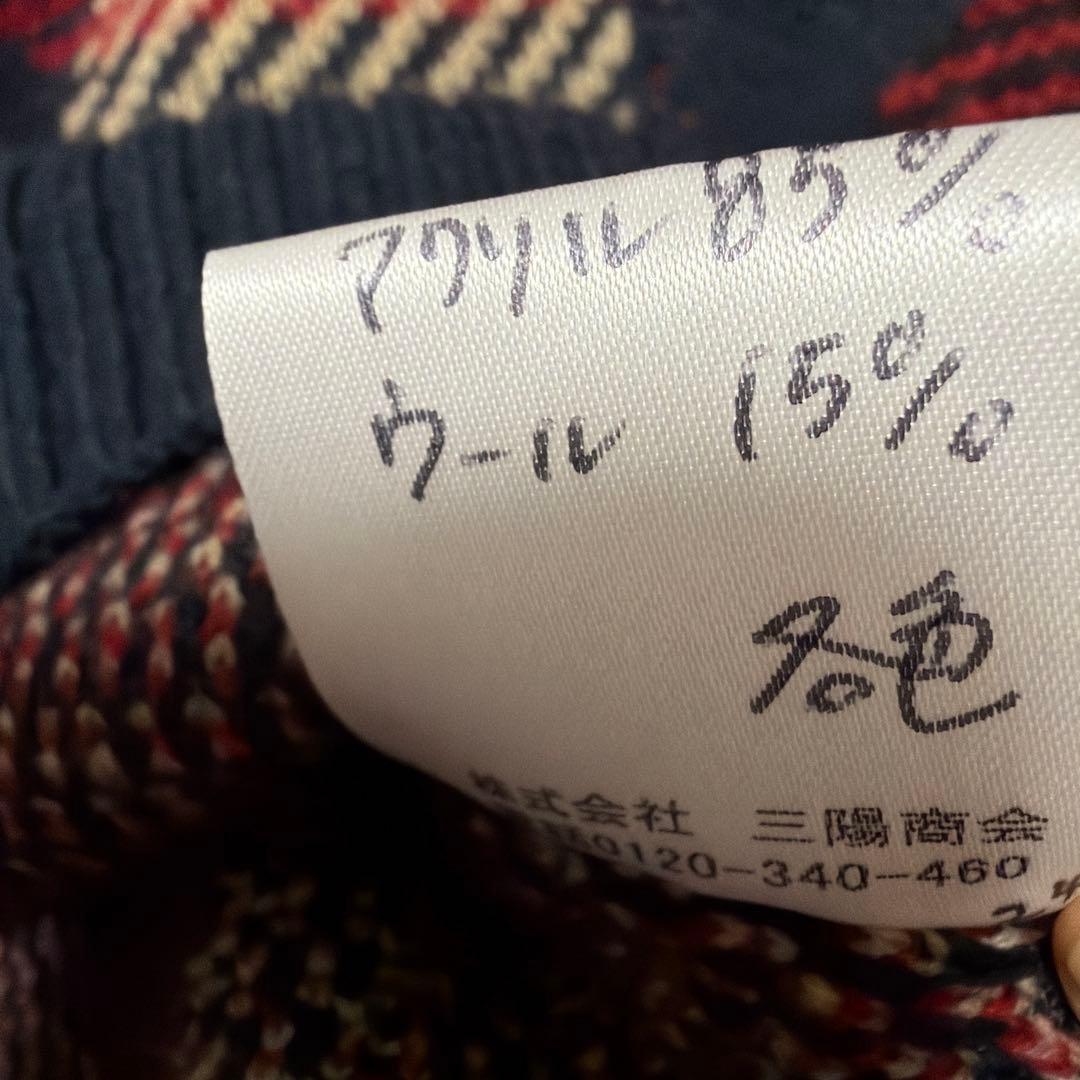 アクリル 85%
ウール 15%
各色
株式会社 三陽商会
0120-340-460